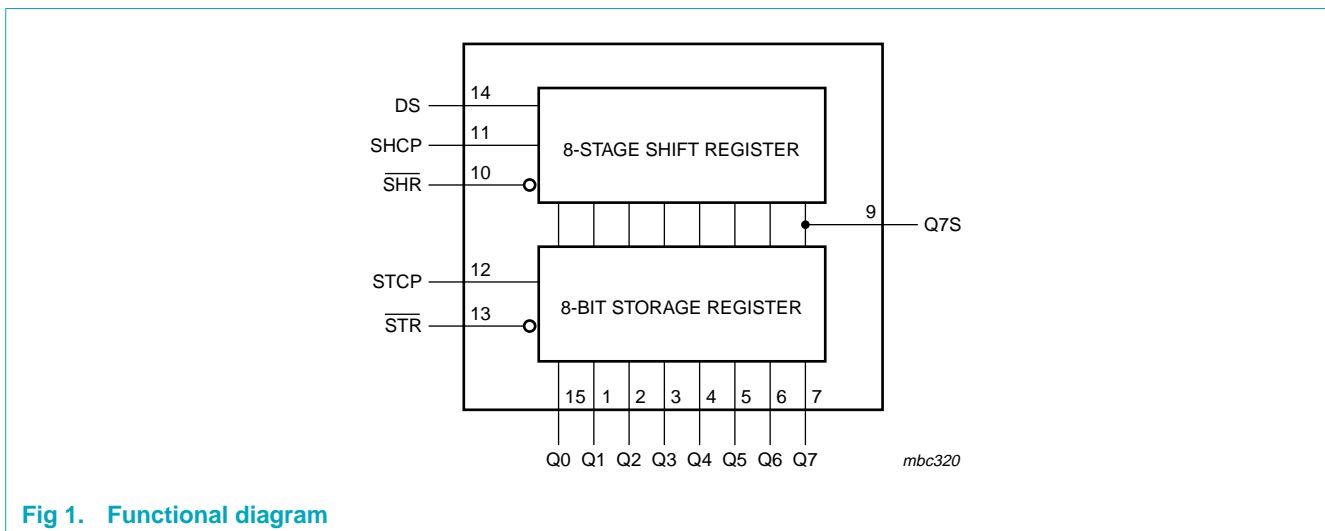 DS 14
SHCP 11
8-STAGE SHIFT REGISTER
S̅H̅R̅ 10
9 Q7S
STCP 12
8-BIT STORAGE REGISTER
S̅T̅R̅ 13
15 1 2 3 4 5 6 7
Q0 Q1 Q2 Q3 Q4 Q5 Q6 Q7
mbc320
Fig 1. Functional diagram